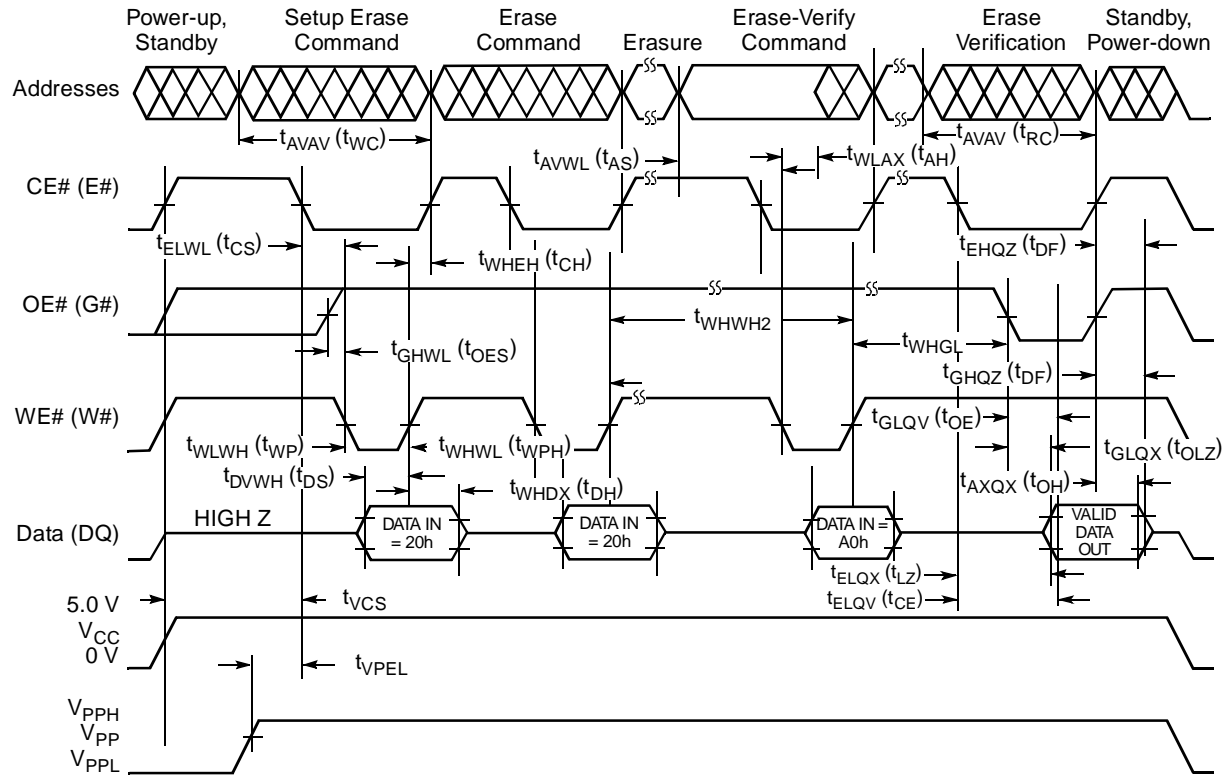 Power-up, Standby
Setup Erase Command
Erase Command
Erasure
Erase-Verify Command
Erase Verification
Standby, Power-down
Addresses
tAVAV (tWC)
tAVWL (tAS)
tWLAX (tAH)
tAVAV (tRC)
CE# (E#)
tELWL (tCS)
tWHEH (tCH)
tEHQZ (tDF)
OE# (G#)
tGHWL (tOES)
tWHWH2
tWHGL
tGHQZ (tDF)
WE# (W#)
tGLQV (tOE)
tWLWH (tWP)
tWHWL (tWPH)
tGLQX (tOLZ)
tDVWH (tDS)
tWHDX (tDH)
tAXQX (tOH)
Data (DQ)
HIGH Z
DATA IN
= 20h
DATA IN
= 20h
DATA IN =
A0h
VALID
DATA
OUT
tELQX (tLZ)
tELQV (tCE)
5.0 V
VCC
0 V
tVCS
tVPEL
VPPH
VPP
VPPL